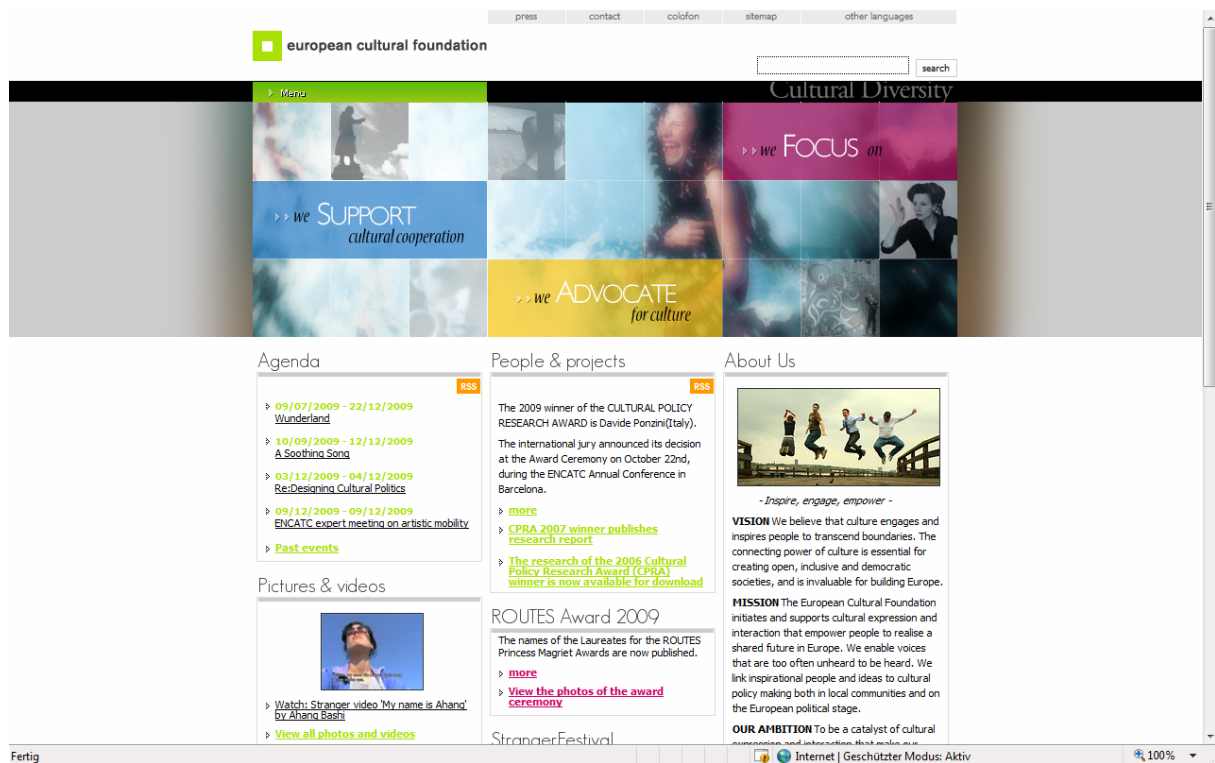 press contact colofon sitemap other languages
european cultural foundation
search
Menu
Cultural Diversity
we FOCUS on
we SUPPORT
cultural cooperation
we ADVOCATE
for culture
Agenda
RSS
09/07/2009 - 22/12/2009
Wunderland
10/09/2009 - 12/12/2009
A Soothing Song
03/12/2009 - 04/12/2009
Re:Designing Cultural Politics
09/12/2009 - 09/12/2009
ENCATC expert meeting on artistic mobility
Past events
Pictures & videos
Watch: Stranger video 'My name is Ahang'
by Ahang Bashi
View all photos and videos
People & projects
RSS
The 2009 winner of the CULTURAL POLICY
RESEARCH AWARD is Davide Ponzini(Italy).
The international jury announced its decision
at the Award Ceremony on October 22nd,
during the ENCATC Annual Conference in
Barcelona.
more
CPRA 2007 winner publishes
research report
The research of the 2006 Cultural
Policy Research Award (CPRA)
winner is now available for download
ROUTES Award 2009
The names of the Laureates for the ROUTES
Princess Magriet Awards are now published.
more
View the photos of the award
ceremony
StrangerFestival
About Us
- Inspire, engage, empower -
VISION We believe that culture engages and
inspires people to transcend boundaries. The
connecting power of culture is essential for
creating open, inclusive and democratic
societies, and is invaluable for building Europe.
MISSION The European Cultural Foundation
initiates and supports cultural expression and
interaction that empower people to realise a
shared future in Europe. We enable voices
that are too often unheard to be heard. We
link inspirational people and ideas to cultural
policy making both in local communities and on
the European political stage.
OUR AMBITION To be a catalyst of cultural
expression and interaction that make our
Fertig
Internet | Geschützter Modus: Aktiv
100%